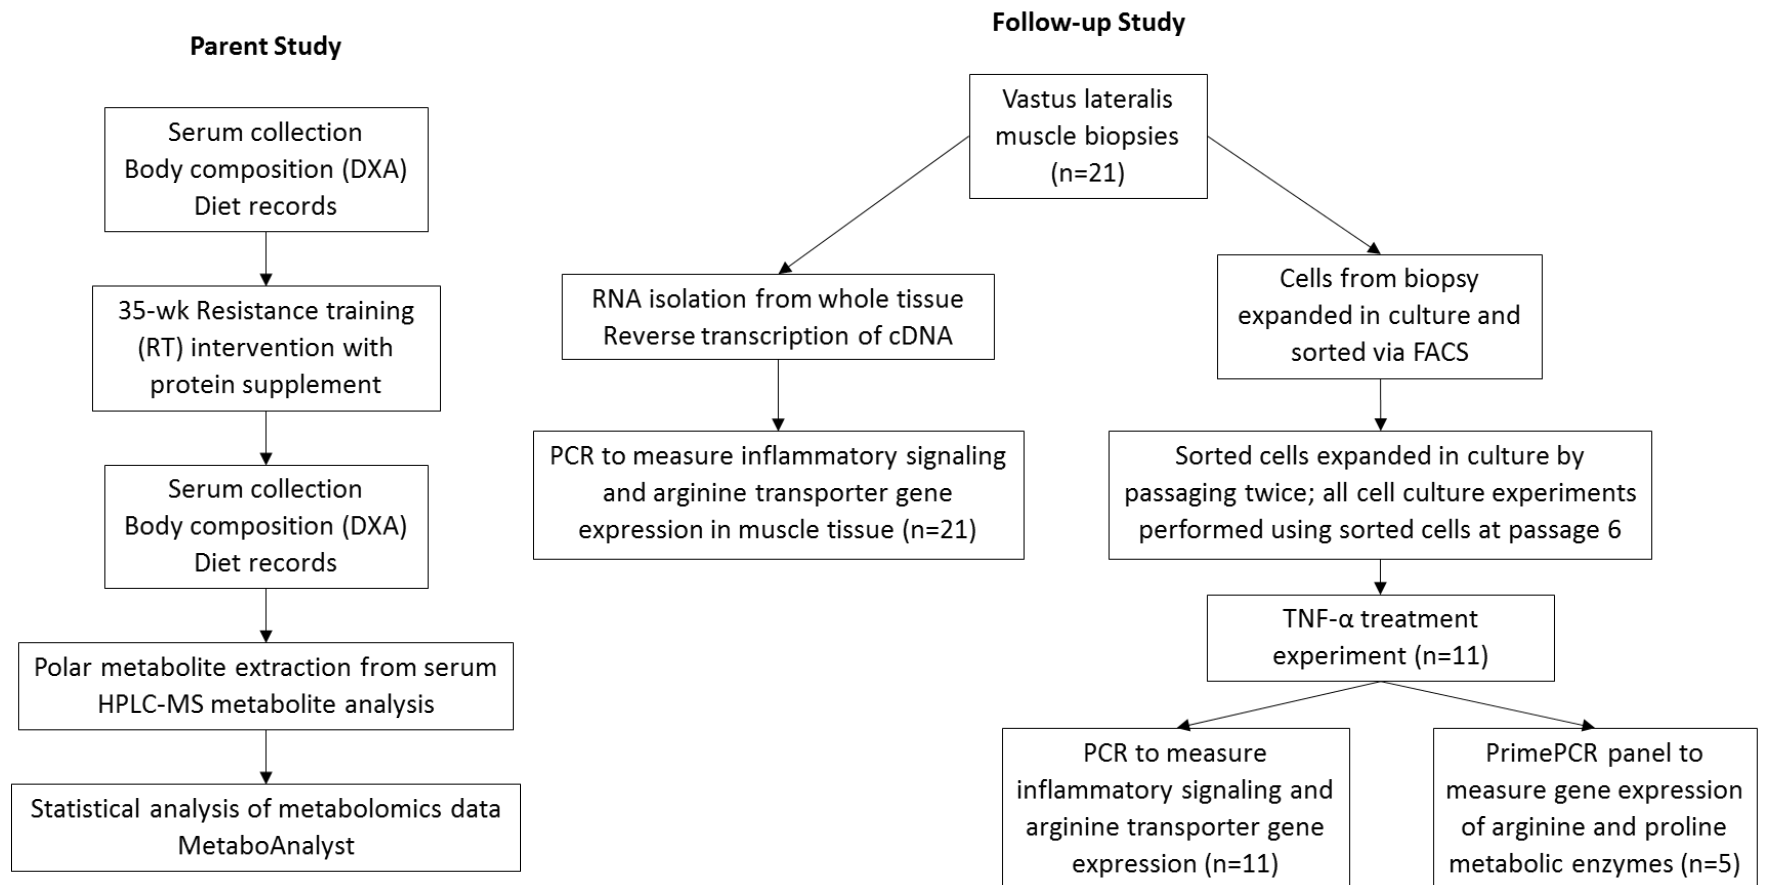 Parent Study
Serum collection
Body composition (DXA)
Diet records
35-wk Resistance training
(RT) intervention with
protein supplement
Serum collection
Body composition (DXA)
Diet records
Polar metabolite extraction from serum
HPLC-MS metabolite analysis
Statistical analysis of metabolomics data
MetaboAnalyst
Follow-up Study
Vastus lateralis
muscle biopsies
(n=21)
RNA isolation from whole tissue
Reverse transcription of cDNA
PCR to measure inflammatory signaling
and arginine transporter gene
expression in muscle tissue (n=21)
Cells from biopsy
expanded in culture and
sorted via FACS
Sorted cells expanded in culture by
passaging twice; all cell culture experiments
performed using sorted cells at passage 6
TNF-α treatment
experiment (n=11)
PCR to measure
inflammatory signaling and
arginine transporter gene
expression (n=11)
PrimePCR panel to
measure gene expression
of arginine and proline
metabolic enzymes (n=5)